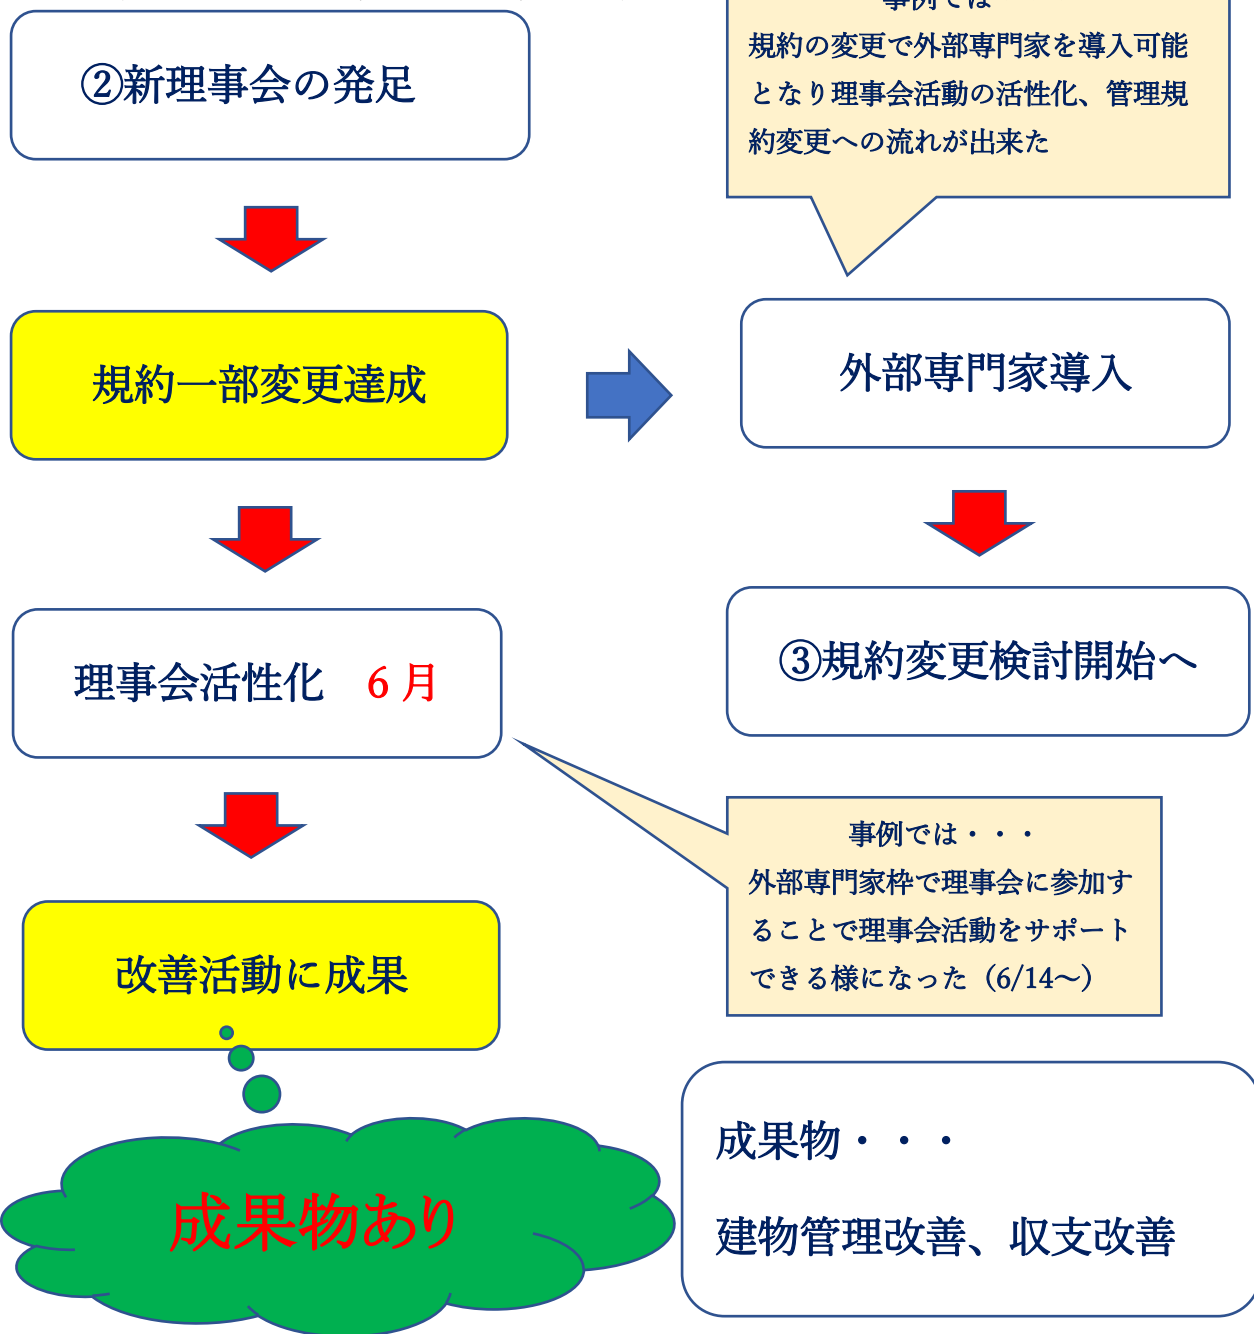 ②新理事会の発足
事例では
規約の変更で外部専門家を導入可能
となり理事会活動の活性化、管理規
約変更への流れが出来た
規約一部変更達成
外部専門家導入
理事会活性化　6月
③規約変更検討開始へ
事例では・・・
外部専門家枠で理事会に参加す
ることで理事会活動をサポート
できる様になった（6/14～）
改善活動に成果
成果物あり
成果物・・・
建物管理改善、収支改善